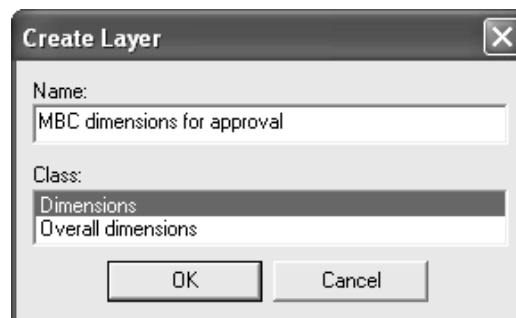 Create Layer
Name:
MBC dimensions for approval
Class:
Dimensions
Overall dimensions
OK Cancel